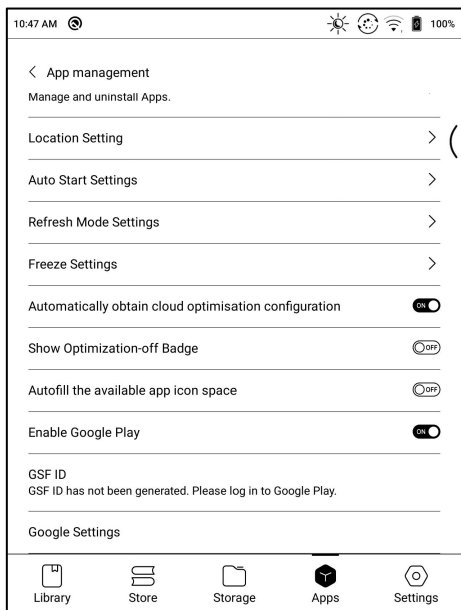 10:47 AM
100%
App management
Manage and uninstall Apps.
Location Setting
Auto Start Settings
Refresh Mode Settings
Freeze Settings
Automatically obtain cloud optimisation configuration
ON
Show Optimization-off Badge
OFF
Autofill the available app icon space
OFF
Enable Google Play
ON
GSF ID
GSF ID has not been generated. Please log in to Google Play.
Google Settings
Library
Store
Storage
Apps
Settings